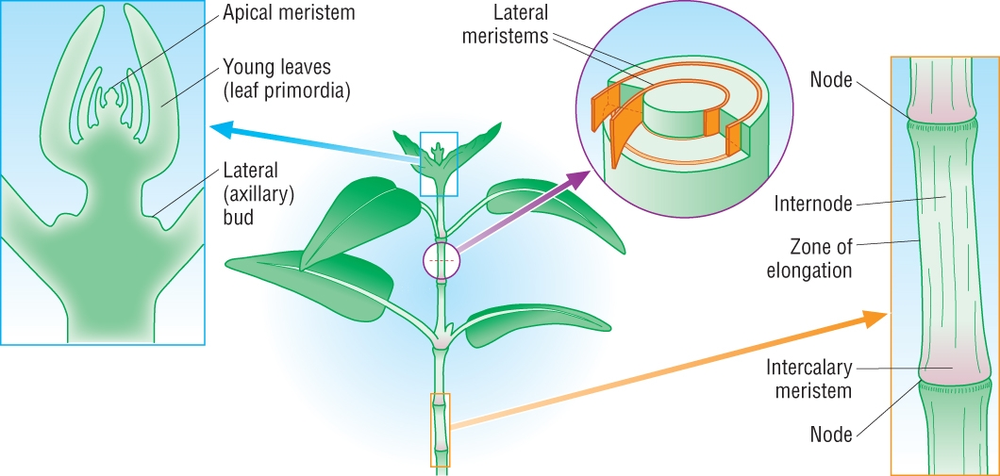 Apical meristem
Young leaves
(leaf primordia)
Lateral
(axillary)
bud
Lateral
meristems
Node
Internode
Zone of
elongation
Intercalary
meristem
Node